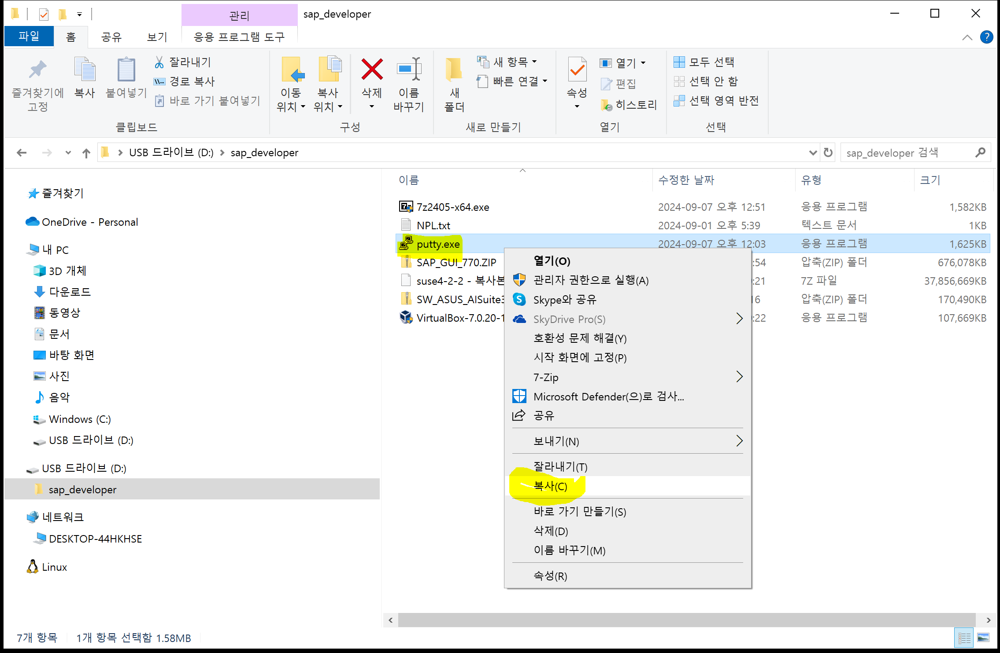 관리
sap_developer
파일
홈
공유
보기
응용 프로그램 도구
즐겨찾기에
고정
복사
붙여넣기
잘라내기
경로 복사
바로 가기 붙여넣기
클립보드
이동
위치
복사
위치
삭제
이름
바꾸기
구성
새
폴더
새 항목
빠른 연결
새로 만들기
속성
열기
편집
히스토리
열기
모두 선택
선택 안 함
선택 영역 반전
선택
USB 드라이브 (D:)
sap_developer
sap_developer 검색
즐겨찾기
OneDrive - Personal
내 PC
3D 개체
다운로드
동영상
문서
바탕 화면
사진
음악
Windows (C:)
USB 드라이브 (D:)
USB 드라이브 (D:)
sap_developer
네트워크
DESKTOP-44HKHSE
Linux
이름 수정한 날짜 유형 크기
7z2405-x64.exe 2024-09-07 오후 12:51 응용 프로그램 1,582KB
NPL.txt 2024-09-01 오후 5:39 텍스트 문서 1KB
putty.exe 2024-09-07 오후 12:03 응용 프로그램 1,625KB
SAP_GUI_770.ZIP :54 압축(ZIP) 폴더 676,078KB
suse4-2-2 - 복사본 :21 7Z 파일 37,856,669KB
SW_ASUS_AISuite3 16 압축(ZIP) 폴더 170,490KB
VirtualBox-7.0.20-1 :22 응용 프로그램 107,669KB
열기(O)
관리자 권한으로 실행(A)
Skype와 공유
SkyDrive Pro(S)
호환성 문제 해결(Y)
시작 화면에 고정(P)
7-Zip
Microsoft Defender(으)로 검사...
공유
보내기(N)
잘라내기(T)
복사(C)
바로 가기 만들기(S)
삭제(D)
이름 바꾸기(M)
속성(R)
7개 항목
1개 항목 선택함 1.58MB